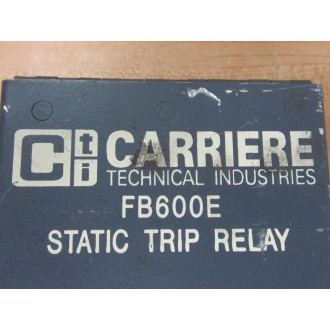 Cti CARRIERE
TECHNICAL INDUSTRIES
FB600E
STATIC TRIP RELAY